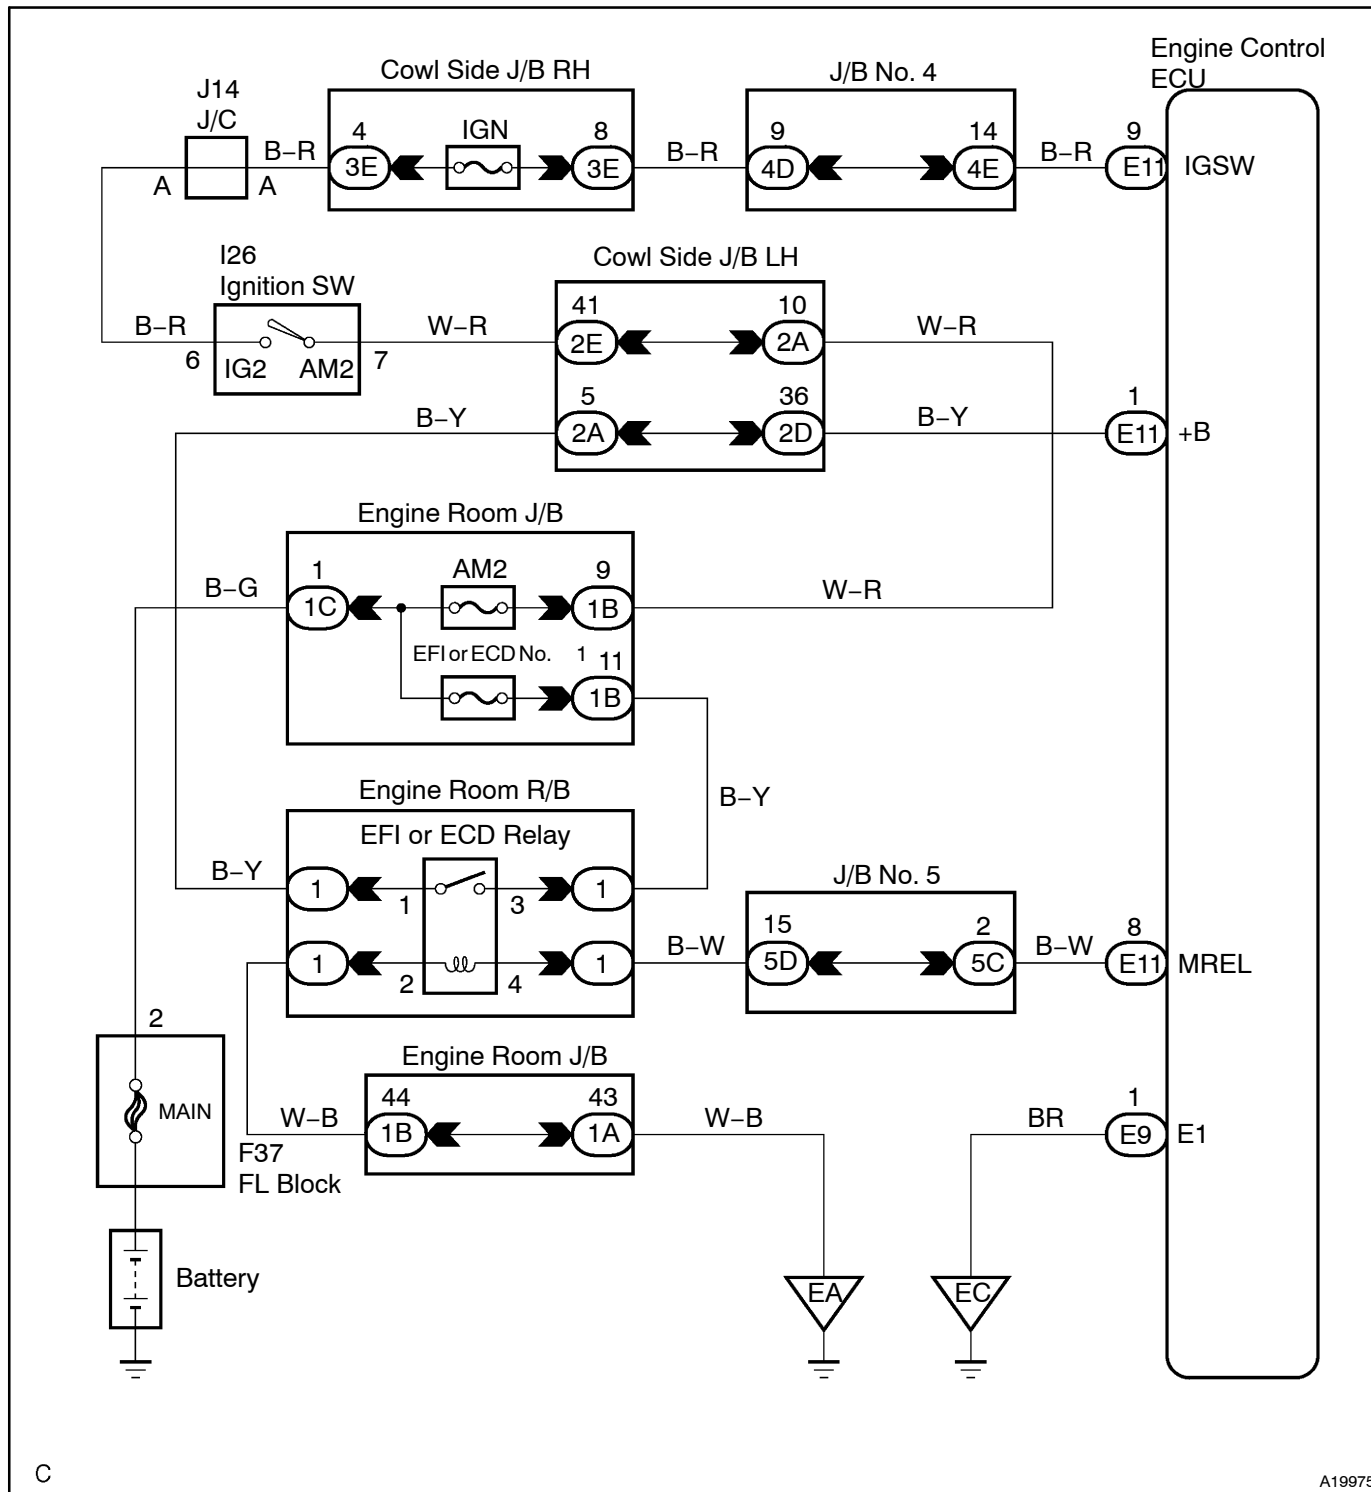 Engine Control
ECU
Cowl Side J/B RH
J/B No. 4
J14
J/C
4
IGN
8
9
14
9
B–R
3E
3E
B–R
4D
4E
B–R
E11
IGSW
A
A
I26
Ignition SW
Cowl Side J/B LH
41
10
B–R
W–R
2E
2A
W–R
6
IG2
AM2
7
5
36
1
B–Y
2A
2D
B–Y
E11
+B
Engine Room J/B
1
AM2
9
B–G
1C
1B
W–R
EFI or ECD No. 1
11
1B
B–Y
Engine Room R/B
EFI or ECD Relay
B–Y
1
1
3
1
J/B No. 5
15
2
8
1
2
4
1
B–W
5D
5C
B–W
E11
MREL
2
MAIN
F37
FL Block
Engine Room J/B
44
43
1
W–B
1B
1A
W–B
BR
E9
E1
Battery
EA
EC
C
A19975